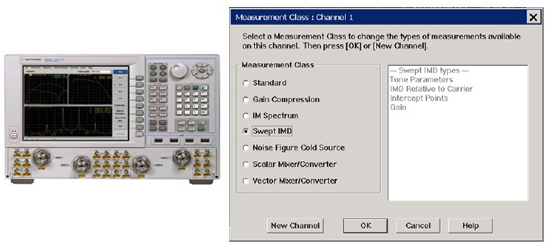 Measurement Class : Channel 1
Select a Measurement Class to change the types of measurements available
on this channel. Then press [OK] or [New Channel].
Measurement Class
Standard
Gain Compression
IM Spectrum
Swept IMD
Noise Figure Cold Source
Scalar Mixer/Converter
Vector Mixer/Converter
--- Swept IMD types ---
Tone Parameters
IMD Relative to Carrier
Intercept Points
Gain
New Channel
OK
Cancel
Help